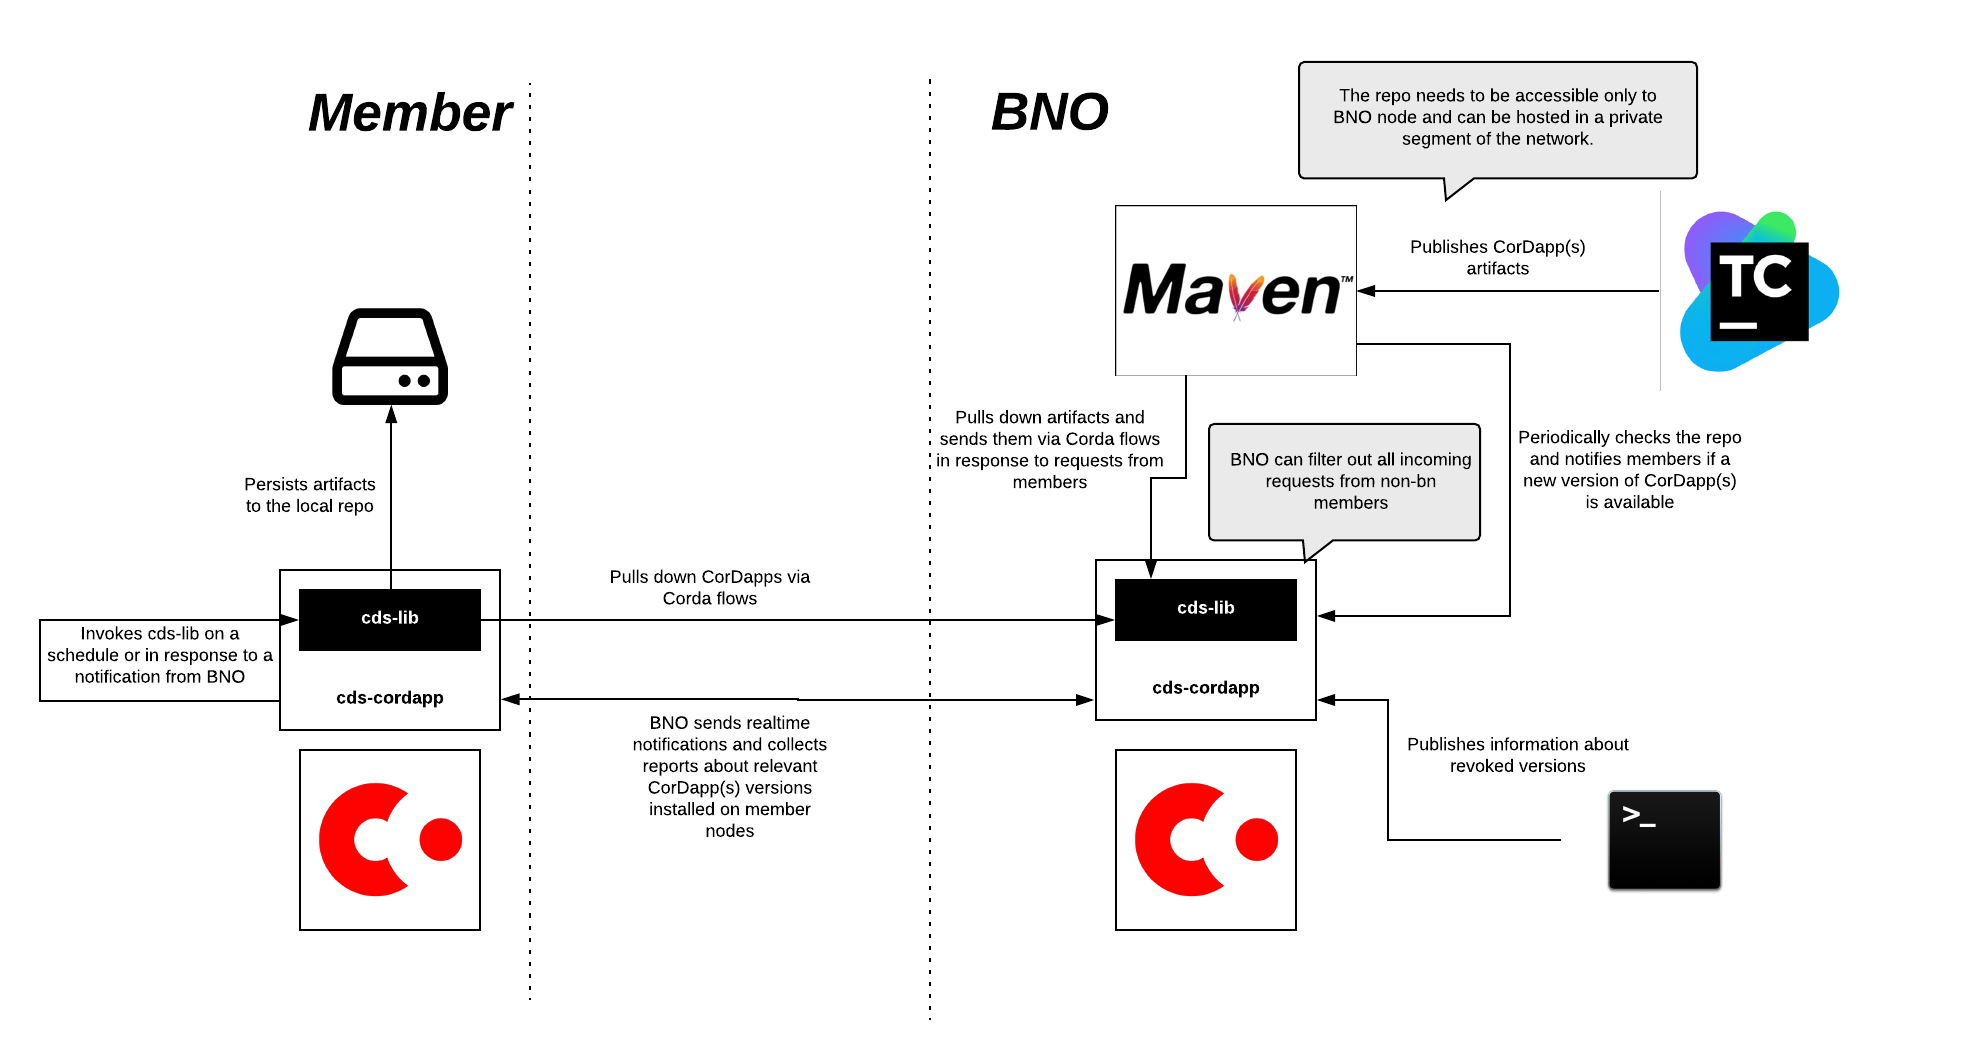 Member
BNO
The repo needs to be accessible only to
BNO node and can be hosted in a private
segment of the network.
Maven™
Publishes CorDapp(s)
artifacts
TC
Pulls down artifacts and
sends them via Corda flows
in response to requests from
members
BNO can filter out all incoming
requests from non-bn
members
Periodically checks the repo
and notifies members if a
new version of CorDapp(s)
is available
Persists artifacts
to the local repo
Pulls down CorDapps via
Corda flows
cds-lib
cds-lib
Invokes cds-lib on a
schedule or in response to a
notification from BNO
cds-cordapp
cds-cordapp
BNO sends realtime
notifications and collects
reports about relevant
CorDapp(s) versions
installed on member
nodes
Publishes information about
revoked versions
>_